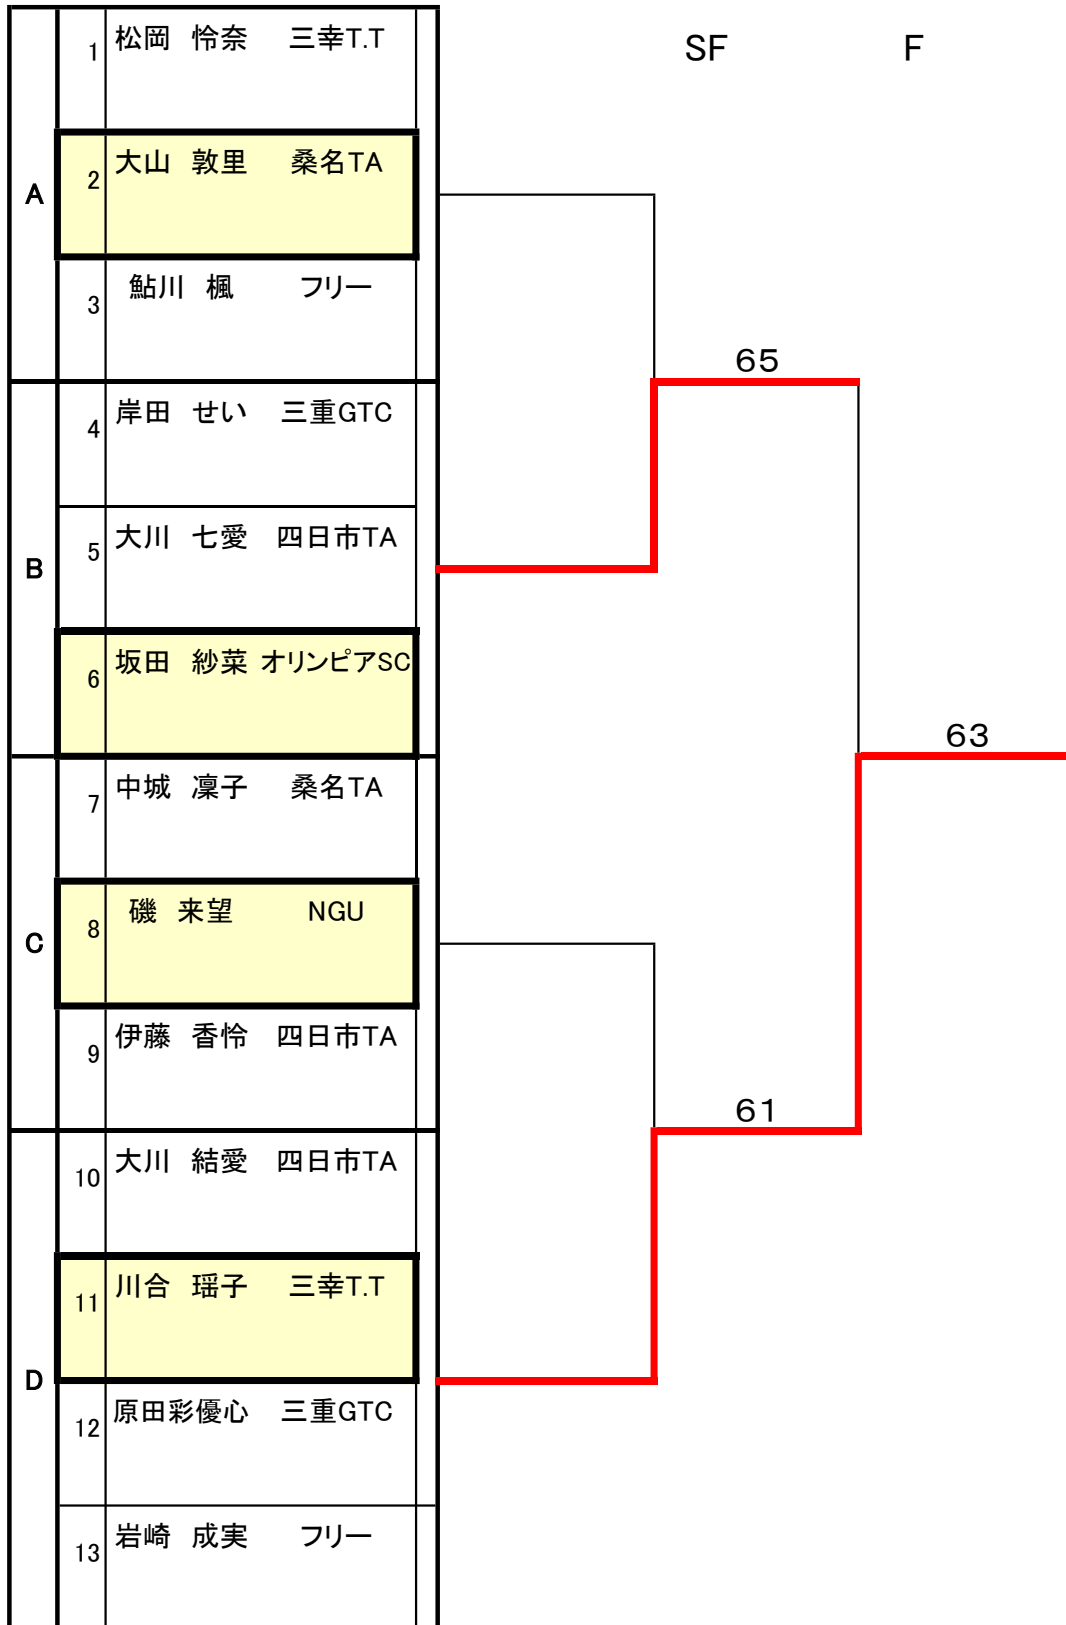 SF F
A
1 松岡 怜奈 三幸T.T
2 大山 敦里 桑名TA
3 鮎川 楓 フリー
65
B
4 岸田 せい 三重GTC
5 大川 七愛 四日市TA
6 坂田 紗菜 オリンピアSC
63
C
7 中城 凜子 桑名TA
8 磯 来望 NGU
9 伊藤 香怜 四日市TA
61
D
10 大川 結愛 四日市TA
11 川合 瑶子 三幸T.T
12 原田彩優心 三重GTC
13 岩崎 成実 フリー